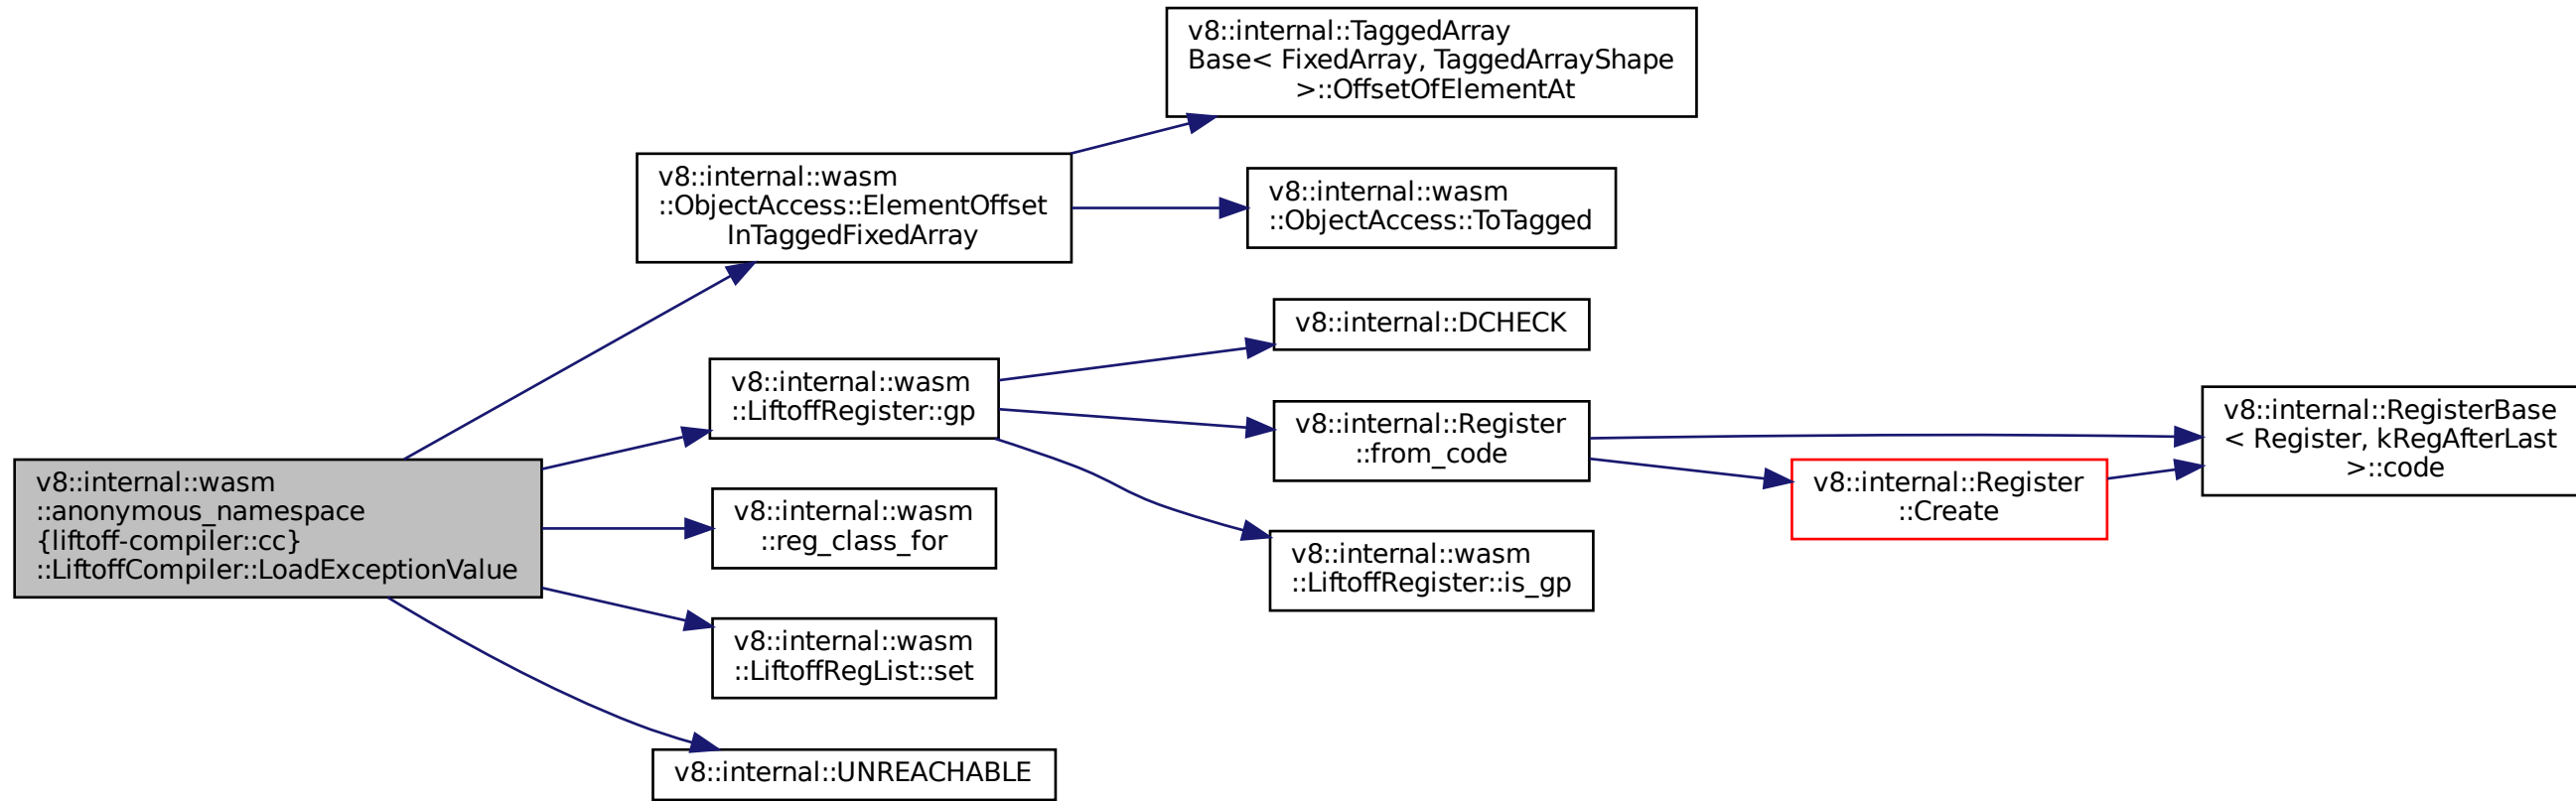 v8::internal::TaggedArray
Base< FixedArray, TaggedArrayShape
>::OffsetOfElementAt
v8::internal::wasm
::ObjectAccess::ElementOffset
InTaggedFixedArray
v8::internal::wasm
::ObjectAccess::ToTagged
v8::internal::DCHECK
v8::internal::wasm
::LiftoffRegister::gp
v8::internal::Register
::from_code
v8::internal::RegisterBase
< Register, kRegAfterLast
>::code
v8::internal::wasm
::anonymous_namespace
{liftoff-compiler::cc}
::LiftoffCompiler::LoadExceptionValue
v8::internal::Register
::Create
v8::internal::wasm
::reg_class_for
v8::internal::wasm
::LiftoffRegister::is_gp
v8::internal::wasm
::LiftoffRegList::set
v8::internal::UNREACHABLE